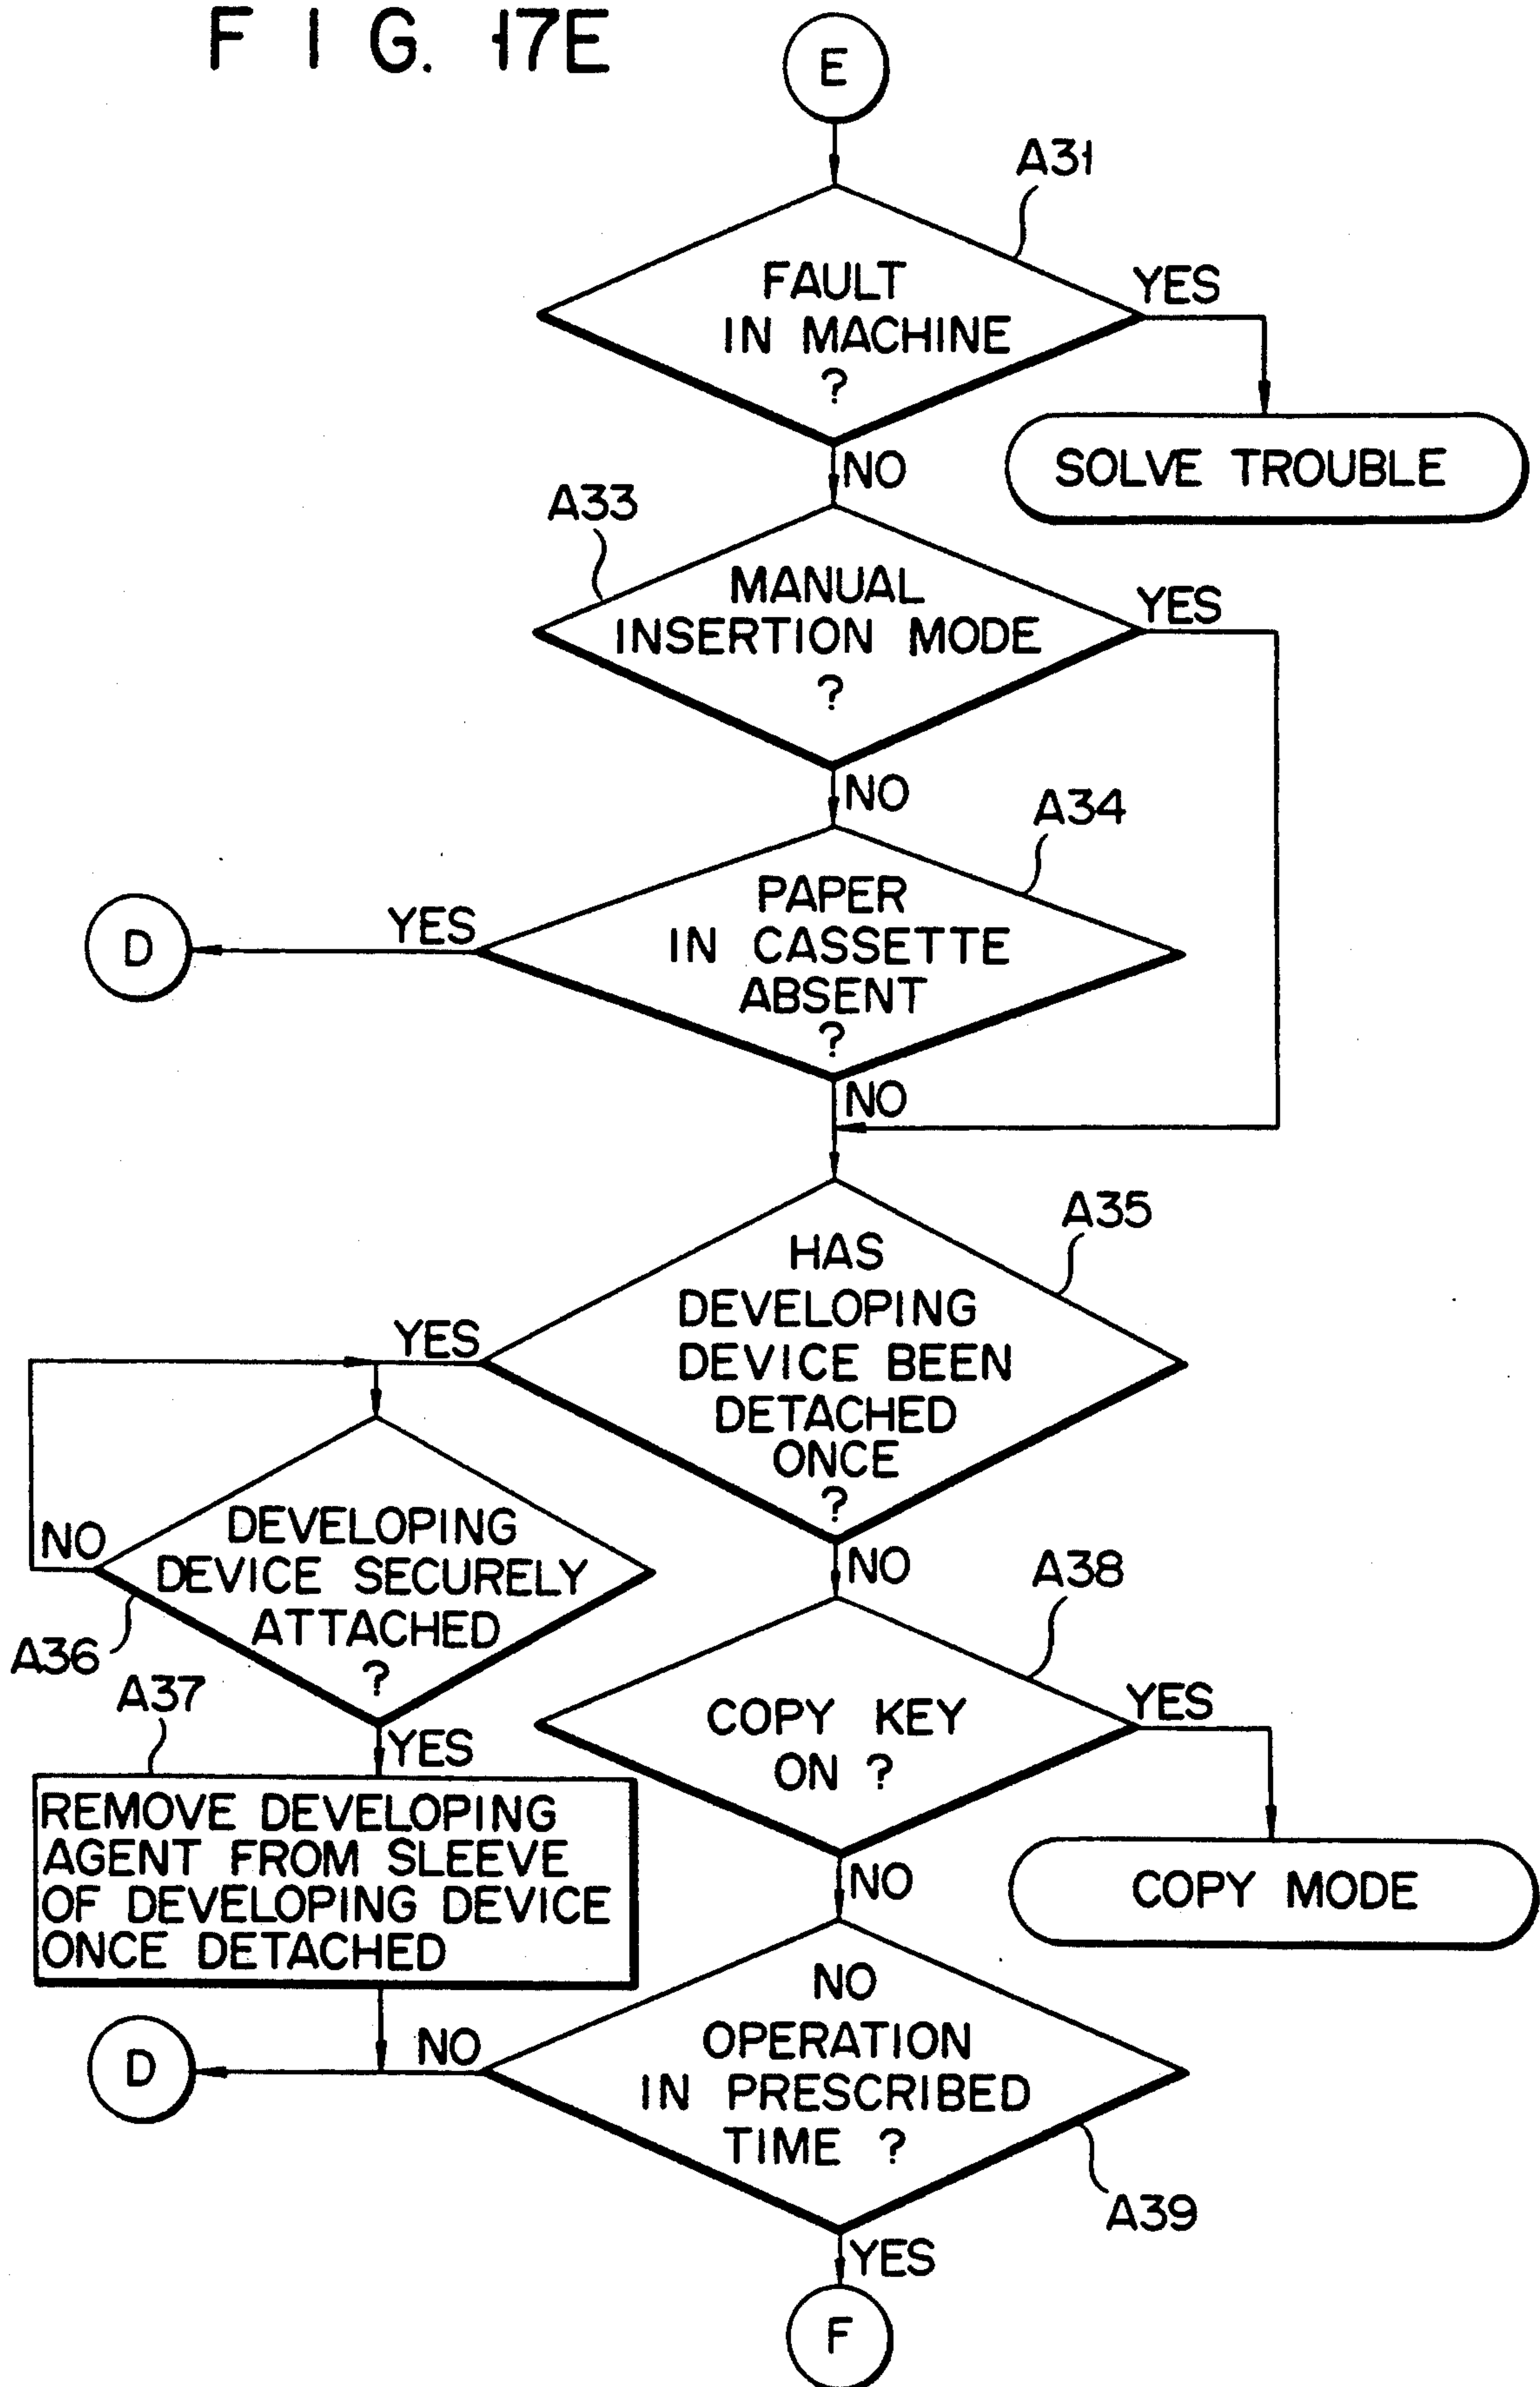 FIG. 17E
E
A31
FAULT
IN MACHINE
?
YES
SOLVE TROUBLE
NO
A33
MANUAL
INSERTION MODE
?
YES
NO
A34
PAPER
IN CASSETTE
ABSENT
?
YES
D
NO
A35
HAS
DEVELOPING
DEVICE BEEN
DETACHED
ONCE
?
YES
NO
DEVELOPING
DEVICE SECURELY
ATTACHED
?
NO
A36
YES
A37
REMOVE DEVELOPING
AGENT FROM SLEEVE
OF DEVELOPING DEVICE
ONCE DETACHED
A38
COPY KEY
ON ?
YES
COPY MODE
NO
NO
OPERATION
IN PRESCRIBED
TIME ?
NO
D
A39
YES
F